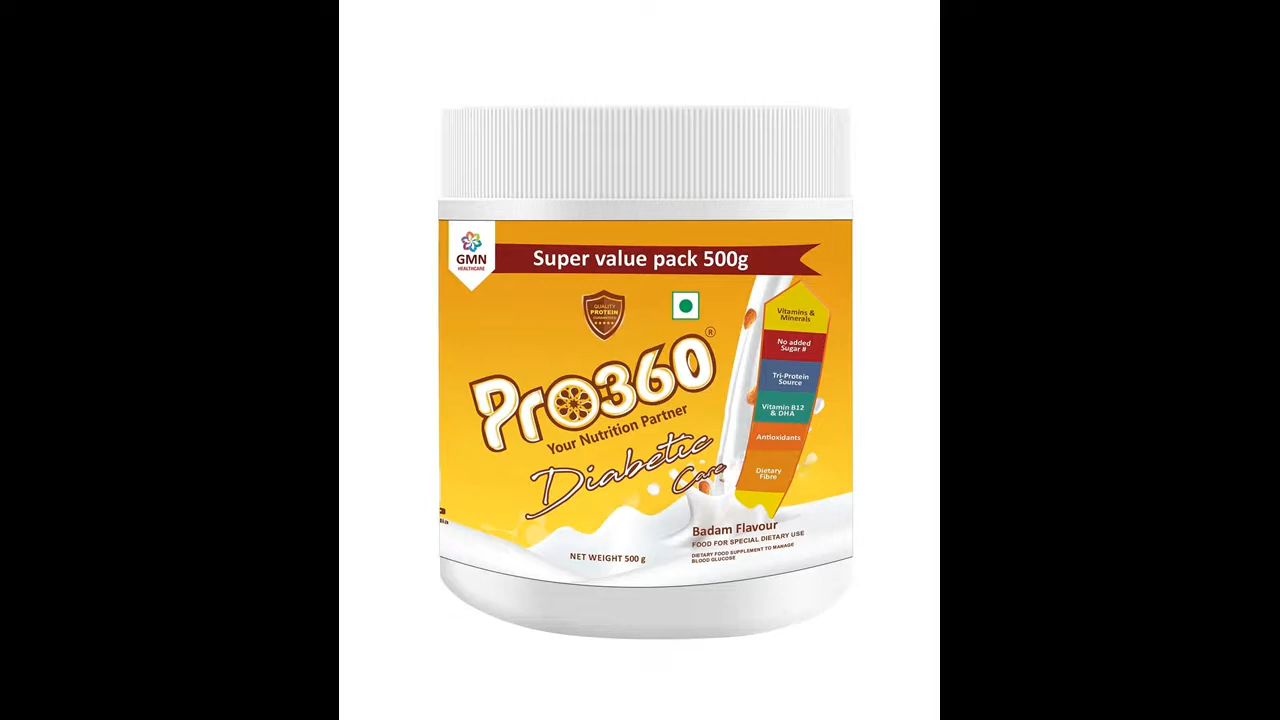 GMN
HEALTHCARE
Super value pack 500g
QUALITY
PROTEIN
GUARANTEED
Vitamins &
Minerals
No added
Sugar #
Tri-Protein
Source
Vitamin B12
& DHA
Antioxidants
Dietary
Fibre
Pro360®
Your Nutrition Partner
Diabetic
Care
Badam Flavour
FOOD FOR SPECIAL DIETARY USE
DIETARY FOOD SUPPLEMENT TO MANAGE
BLOOD GLUCOSE
NET WEIGHT 500 g